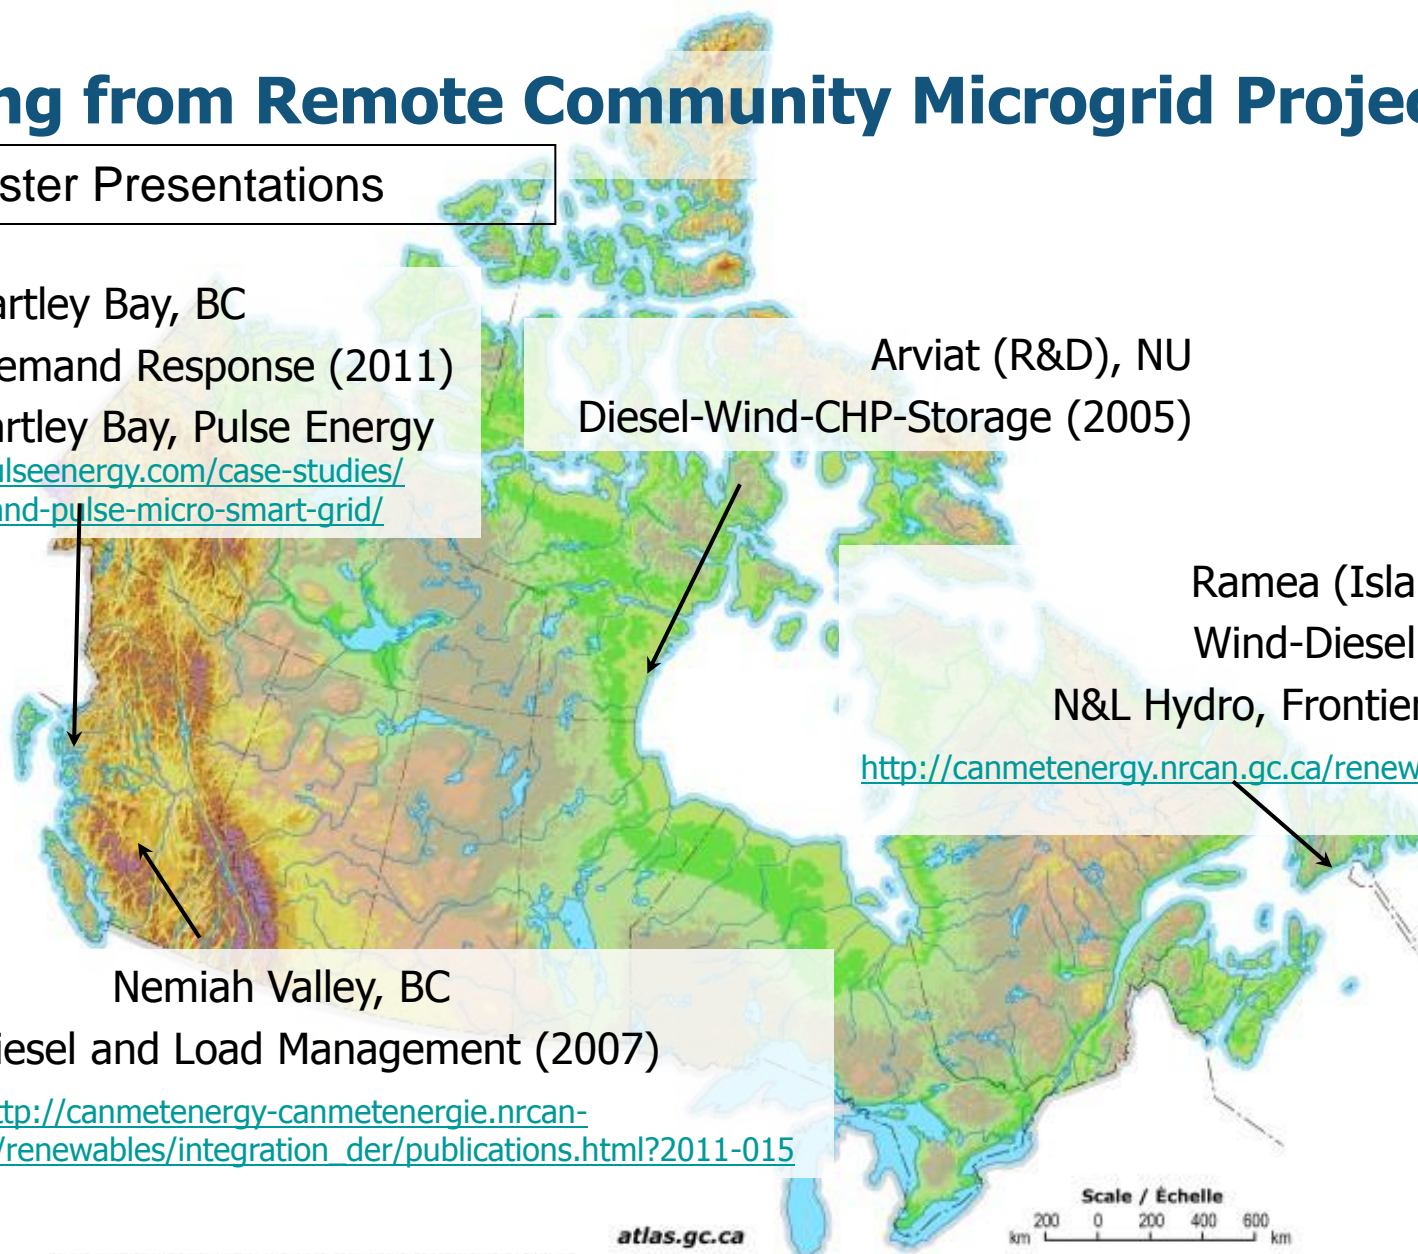 ng from Remote Community Microgrid Projec
ster Presentations
artley Bay, BC
emand Response (2011)
artley Bay, Pulse Energy
ulseenergy.com/case-studies/
and-pulse-micro-smart-grid/
Arviat (R&D), NU
Diesel-Wind-CHP-Storage (2005)
Ramea (Isla
Wind-Diesel
N&L Hydro, Frontier
http://canmetenergy.nrcan.gc.ca/renew
Nemiah Valley, BC
iesel and Load Management (2007)
ttp://canmetenergy-canmetenergie.nrcan-
/renewables/integration_der/publications.html?2011-015
atlas.gc.ca
Scale / Échelle
km 200 0 200 400 600 km